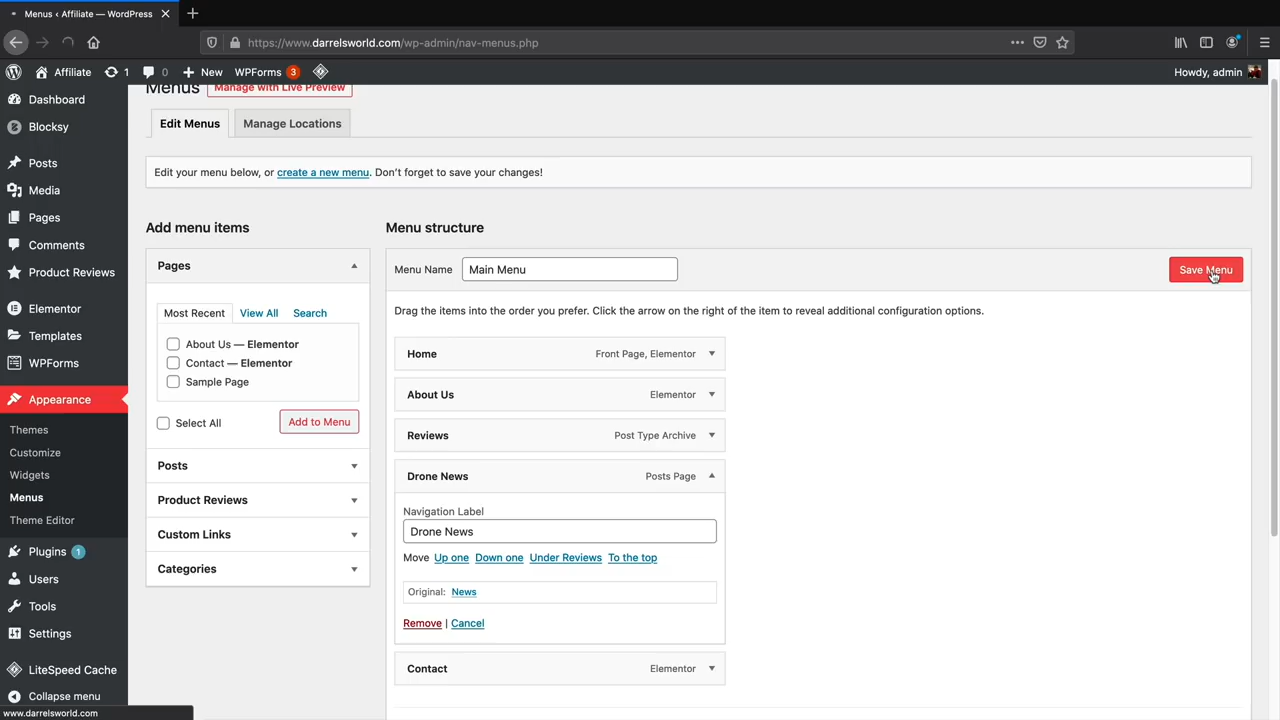 Menus ‹ Affiliate — WordPress
https://www.darrelsworld.com/wp-admin/nav-menus.php
Affiliate 1 0 New WPForms 3 Howdy, admin
Dashboard
Blocksy
Posts
Media
Pages
Comments
Product Reviews
Elementor
Templates
WPForms
Appearance
Themes
Customize
Widgets
Menus
Theme Editor
Plugins 1
Users
Tools
Settings
LiteSpeed Cache
Collapse menu
www.darrelsworld.com
Menus Manage with Live Preview
Edit Menus Manage Locations
Edit your menu below, or create a new menu. Don't forget to save your changes!
Add menu items
Pages
Most Recent View All Search
About Us — Elementor
Contact — Elementor
Sample Page
Select All Add to Menu
Posts
Product Reviews
Custom Links
Categories
Menu structure
Menu Name Main Menu Save Menu
Drag the items into the order you prefer. Click the arrow on the right of the item to reveal additional configuration options.
Home Front Page, Elementor
About Us Elementor
Reviews Post Type Archive
Drone News Posts Page
Navigation Label
Drone News
Move Up one Down one Under Reviews To the top
Original: News
Remove | Cancel
Contact Elementor